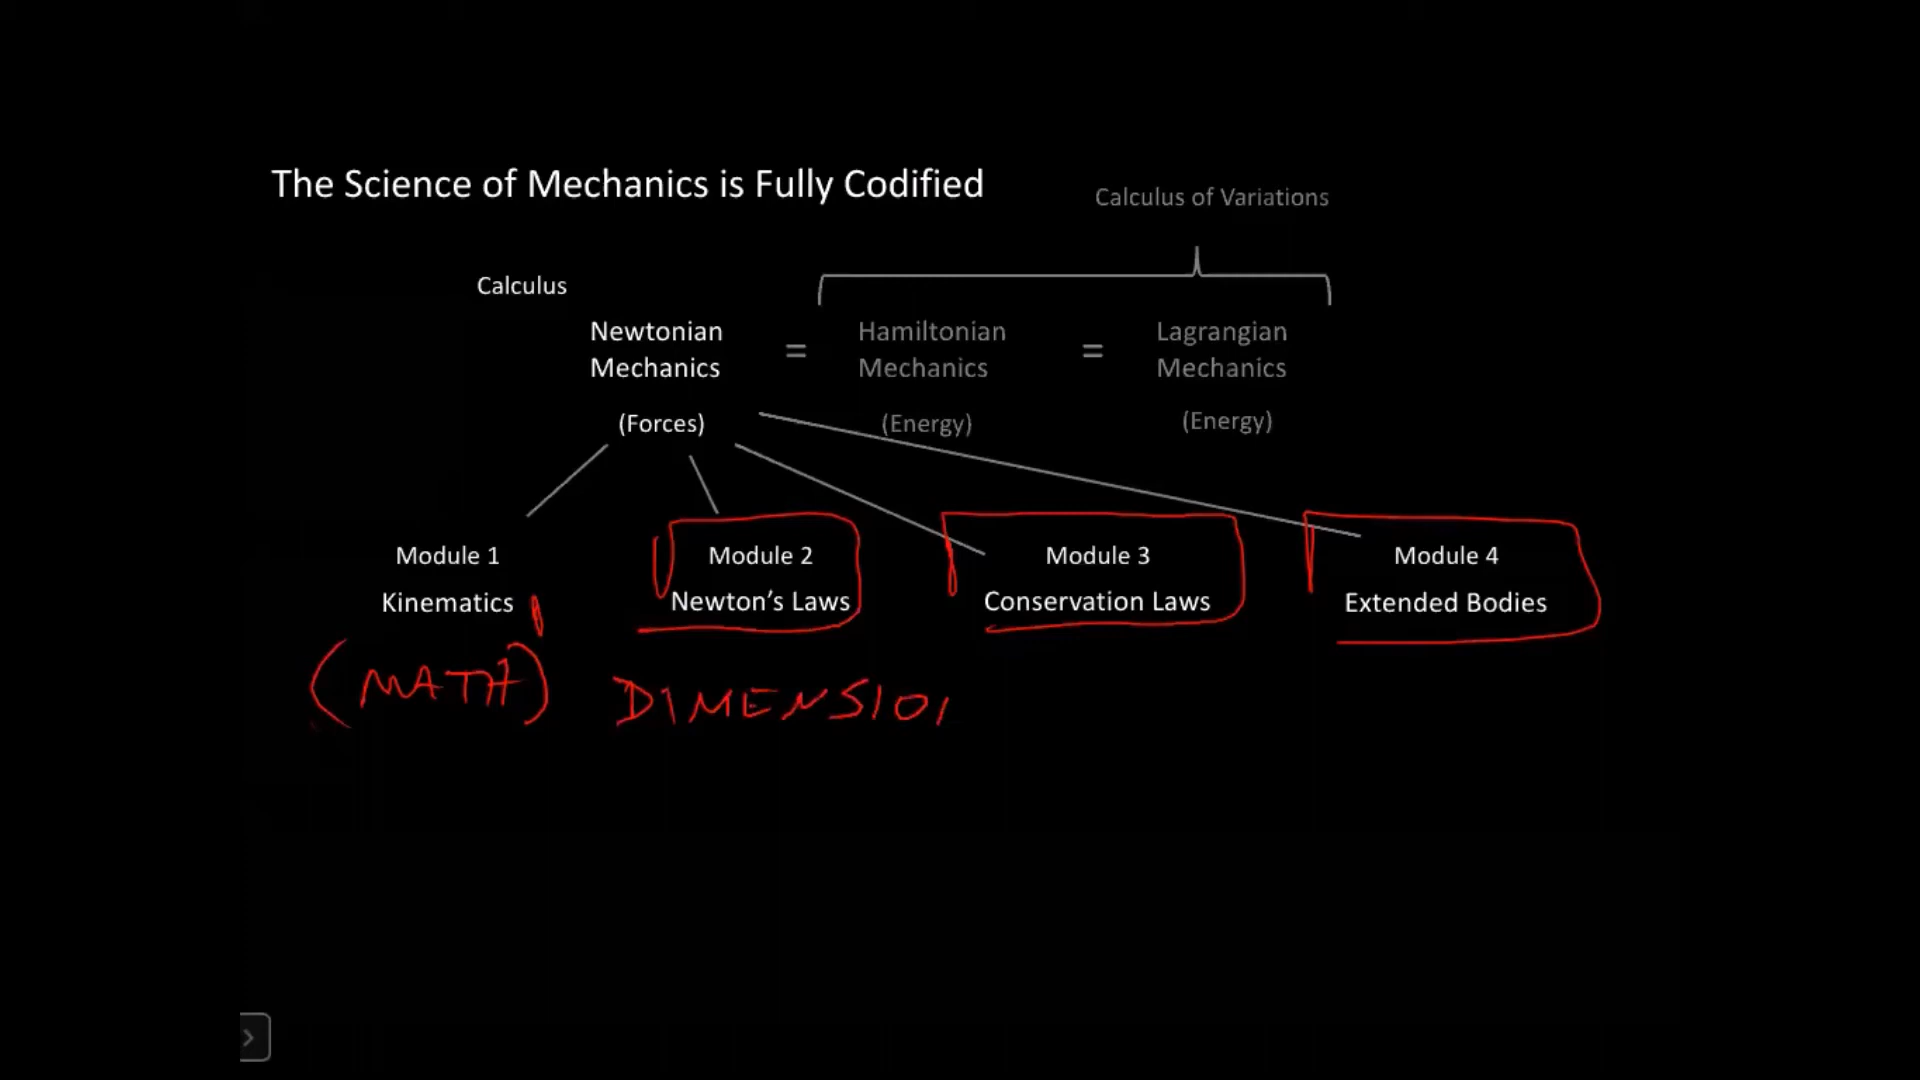 The Science of Mechanics is Fully Codified
Calculus of Variations
Calculus
Newtonian Mechanics = Hamiltonian Mechanics = Lagrangian Mechanics
(Forces) (Energy) (Energy)
Module 1 Module 2 Module 3 Module 4
Kinematics Newton's Laws Conservation Laws Extended Bodies
(MATH) DIMENSION